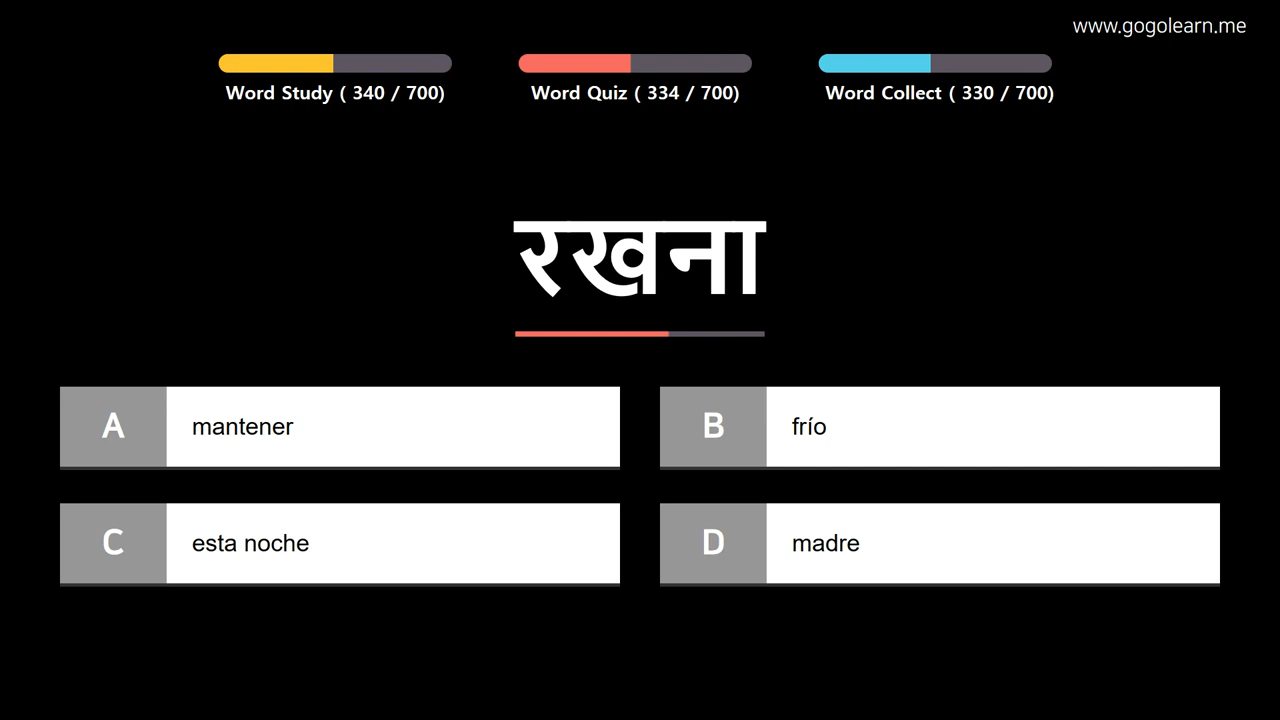 www.gogolearn.me
Word Study ( 340 / 700)
Word Quiz ( 334 / 700)
Word Collect ( 330 / 700)
रखना
A mantener
B frío
C esta noche
D madre